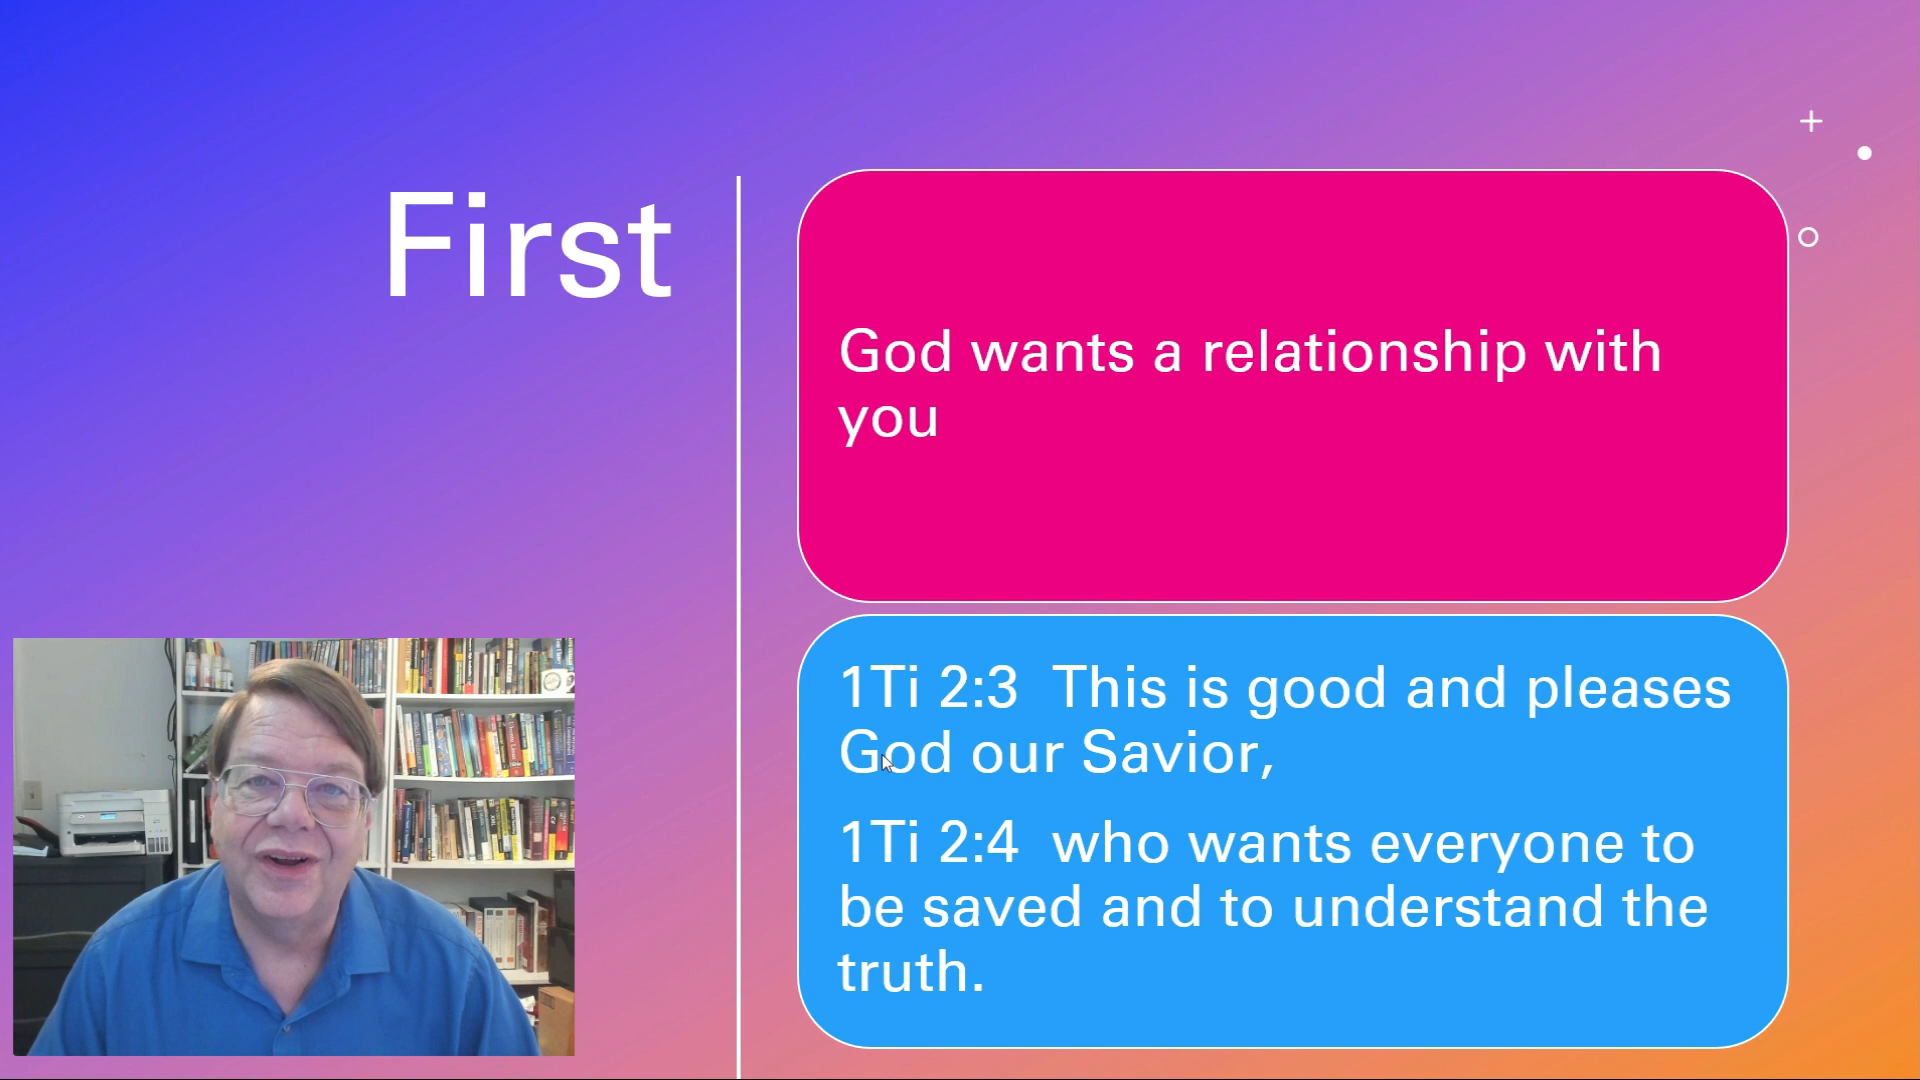 First
God wants a relationship with
you
1Ti 2:3  This is good and pleases
God our Savior,
1Ti 2:4  who wants everyone to
be saved and to understand the
truth.